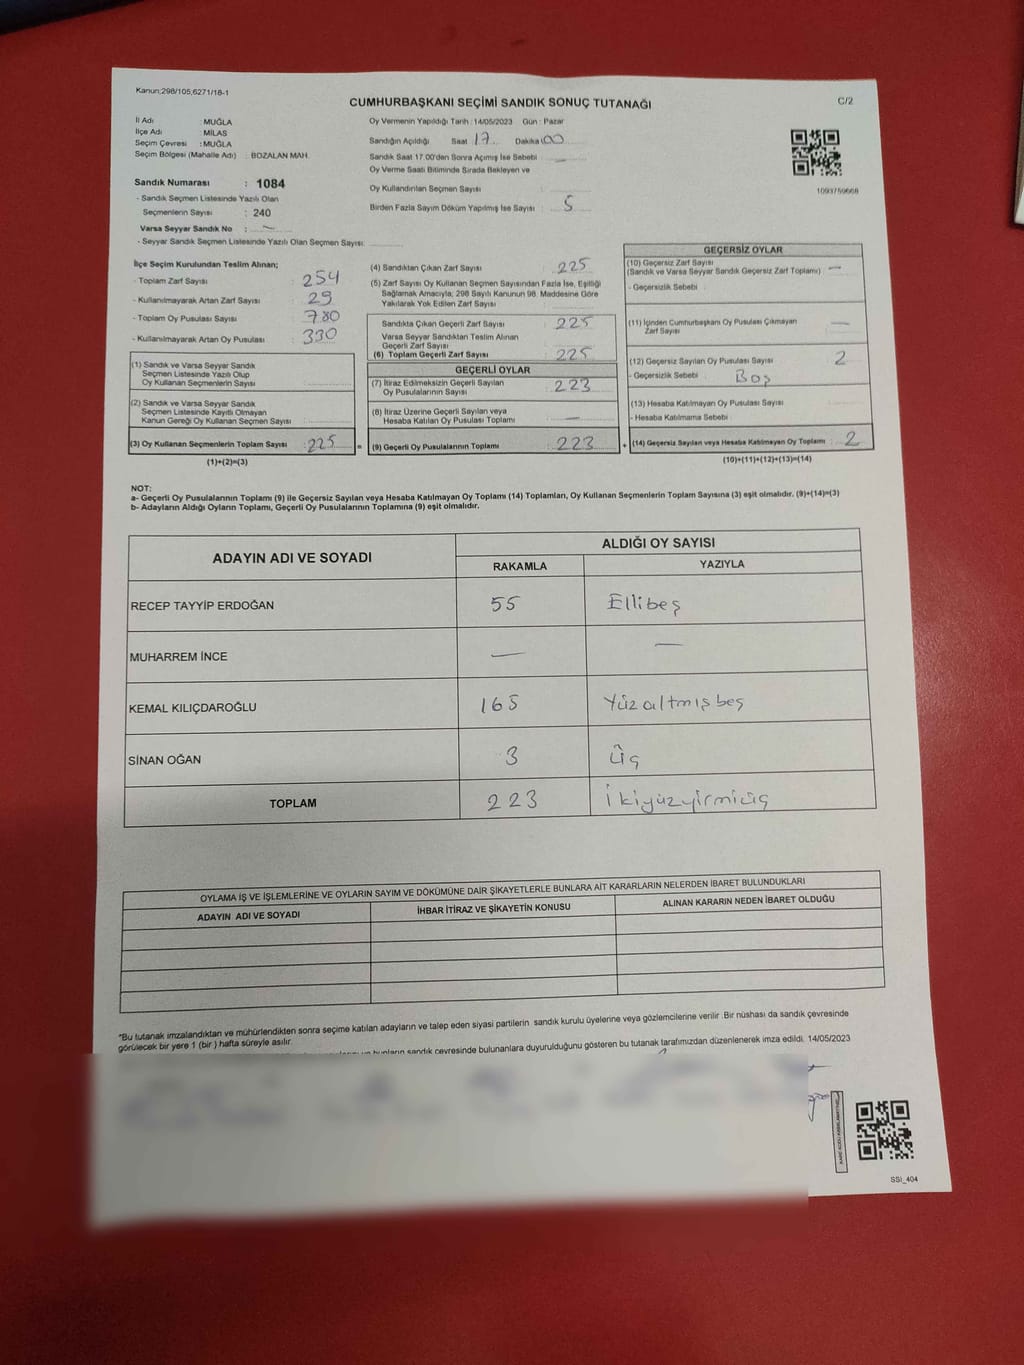 Kanun;298/105,6271/18-1
CUMHURBAŞKANI SEÇİMİ SANDIK SONUÇ TUTANAĞI
C/2
İl Adı : MUĞLA
İlçe Adı : MİLAS
Seçim Çevresi : MUĞLA
Seçim Bölgesi (Mahalle Adı) : BOZALAN MAH.
Sandık Numarası : 1084
- Sandık Seçmen Listesinde Yazılı Olan
Seçmenlerin Sayısı : 240
Varsa Seyyar Sandık No : —
- Seyyar Sandık Seçmen Listesinde Yazılı Olan Seçmen Sayısı:
Oy Vermenin Yapıldığı Tarih : 14/05/2023 Gün : Pazar
Sandığın Açıldığı Saat 17 Dakika 00
Sandık Saat 17.00'den Sonra Açımış İse Sebebi : —
Oy Verme Saati Bitiminde Sırada Bekleyen ve
Oy Kullandırılan Seçmen Sayısı :
Birden Fazla Sayım Döküm Yapılmış İse Sayısı : 5
1093759668
İlçe Seçim Kurulundan Teslim Alınan;
- Toplam Zarf Sayısı : 254
- Kullanılmayarak Artan Zarf Sayısı : 29
- Toplam Oy Pusulası Sayısı : 780
- Kullanılmayarak Artan Oy Pusulası : 330
(1) Sandık ve Varsa Seyyar Sandık
Seçmen Listesinde Yazılı Olup
Oy Kullanan Seçmenlerin Sayısı :
(2) Sandık ve Varsa Seyyar Sandık
Seçmen Listesinde Kayıtlı Olmayan
Kanun Gereği Oy Kullanan Seçmen Sayısı :
(3) Oy Kullanan Seçmenlerin Toplam Sayısı : 225 =
(1)+(2)=(3)
(4) Sandıktan Çıkan Zarf Sayısı : 225
(5) Zarf Sayısı Oy Kullanan Seçmen Sayısından Fazla İse, Eşitliği
Sağlamak Amacıyla; 298 Sayılı Kanunun 98. Maddesine Göre
Yakılarak Yok Edilen Zarf Sayısı :
Sandıkta Çıkan Geçerli Zarf Sayısı : 225
Varsa Seyyar Sandıktan Teslim Alınan
Geçerli Zarf Sayısı :
(6) Toplam Geçerli Zarf Sayısı : 225
GEÇERLİ OYLAR
(7) İtiraz Edilmeksizin Geçerli Sayılan
Oy Pusulalarının Sayısı : 223
(8) İtiraz Üzerine Geçerli Sayılan veya
Hesaba Katılan Oy Pusulası Toplamı : —
(9) Geçerli Oy Pusulalarının Toplamı : 223 +
GEÇERSİZ OYLAR
(10) Geçersiz Zarf Sayısı
(Sandık ve Varsa Seyyar Sandık Geçersiz Zarf Toplamı) : —
- Geçersizlik Sebebi :
(11) İçinden Cumhurbaşkanı Oy Pusulası Çıkmayan
Zarf Sayısı : —
(12) Geçersiz Sayılan Oy Pusulası Sayısı : 2
- Geçersizlik Sebebi : Boş
(13) Hesaba Katılmayan Oy Pusulası Sayısı :
- Hesaba Katılmama Sebebi :
(14) Geçersiz Sayılan veya Hesaba Katılmayan Oy Toplamı : 2
(10)+(11)+(12)+(13)=(14)
NOT:
a- Geçerli Oy Pusulalarının Toplamı (9) ile Geçersiz Sayılan veya Hesaba Katılmayan Oy Toplamı (14) Toplamları, Oy Kullanan Seçmenlerin Toplam Sayısına (3) eşit olmalıdır. (9)+(14)=(3)
b- Adayların Aldığı Oyların Toplamı, Geçerli Oy Pusulalarının Toplamına (9) eşit olmalıdır.
ADAYIN ADI VE SOYADI
ALDIĞI OY SAYISI
RAKAMLA YAZIYLA
RECEP TAYYİP ERDOĞAN 55 Ellibeş
MUHARREM İNCE — —
KEMAL KILIÇDAROĞLU 165 Yüzaltmışbeş
SİNAN OĞAN 3 Üç
TOPLAM 223 İkiyüzyirmiüç
OYLAMA İŞ VE İŞLEMLERİNE VE OYLARIN SAYIM VE DÖKÜMÜNE DAİR ŞİKAYETLERLE BUNLARA AİT KARARLARIN NELERDEN İBARET BULUNDUKLARI
ADAYIN ADI VE SOYADI
İHBAR İTİRAZ VE ŞİKAYETİN KONUSU
ALINAN KARARIN NEDEN İBARET OLDUĞU
*Bu tutanak imzalandıktan ve mühürlendikten sonra seçime katılan adayların ve talep eden siyasi partilerin sandık kurulu üyelerine veya gözlemcilerine verilir. Bir nüshası da sandık çevresinde
görülecek bir yere 1 (bir) hafta süreyle asılır.
bunların sandık çevresinde bulunanlara duyurulduğunu gösteren bu tutanak tarafımızdan düzenlenerek imza edildi. 14/05/2023
SSI_404